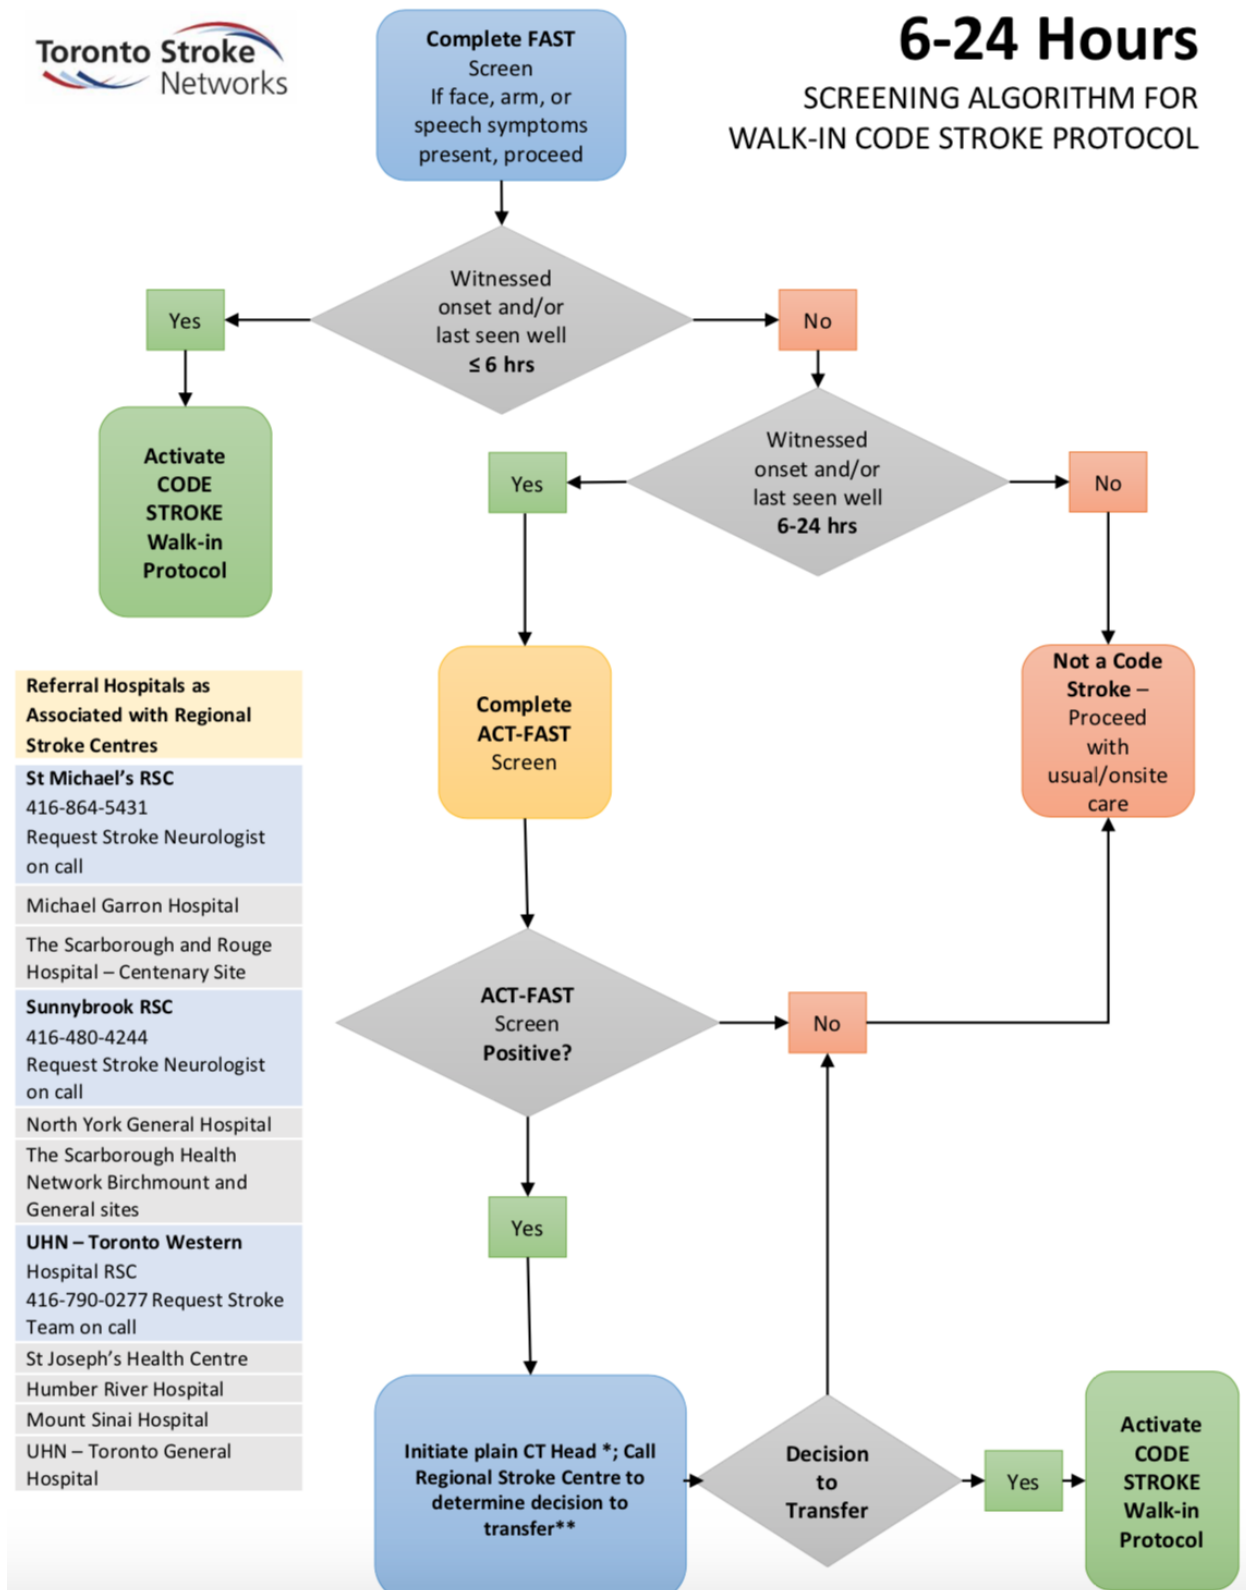 Toronto Stroke
Networks
6-24 Hours
SCREENING ALGORITHM FOR
WALK-IN CODE STROKE PROTOCOL
Complete FAST
Screen
If face, arm, or
speech symptoms
present, proceed
Witnessed
onset and/or
last seen well
≤ 6 hrs
Yes
No
Activate
CODE
STROKE
Walk-in
Protocol
Witnessed
onset and/or
last seen well
6-24 hrs
Yes
No
Complete
ACT-FAST
Screen
Not a Code
Stroke –
Proceed
with
usual/onsite
care
ACT-FAST
Screen
Positive?
No
Yes
Initiate plain CT Head *; Call
Regional Stroke Centre to
determine decision to
transfer**
Decision
to
Transfer
Yes
Activate
CODE
STROKE
Walk-in
Protocol
Referral Hospitals as
Associated with Regional
Stroke Centres
St Michael's RSC
416-864-5431
Request Stroke Neurologist
on call
Michael Garron Hospital
The Scarborough and Rouge
Hospital – Centenary Site
Sunnybrook RSC
416-480-4244
Request Stroke Neurologist
on call
North York General Hospital
The Scarborough Health
Network Birchmount and
General sites
UHN – Toronto Western
Hospital RSC
416-790-0277 Request Stroke
Team on call
St Joseph's Health Centre
Humber River Hospital
Mount Sinai Hospital
UHN – Toronto General
Hospital